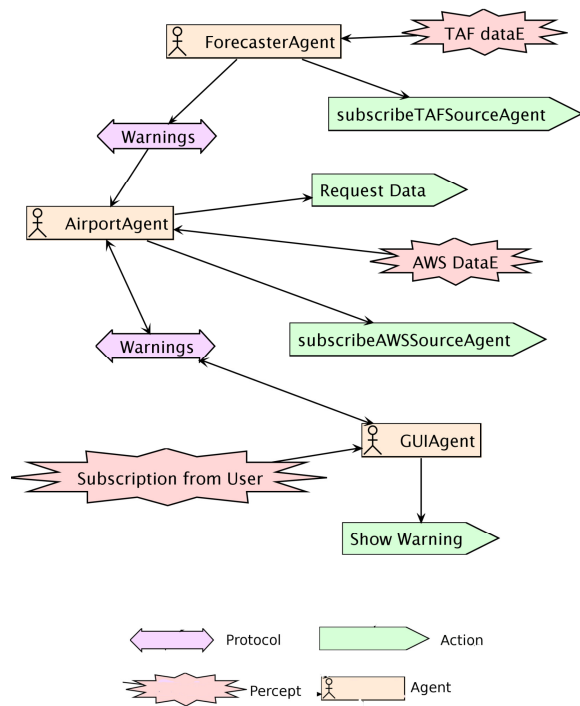 TAF dataE
ForecasterAgent
subscribeTAFSourceAgent
Warnings
Request Data
AirportAgent
AWS DataE
subscribeAWSSourceAgent
Warnings
GUIAgent
Subscription from User
Show Warning
Protocol
Action
Percept
Agent